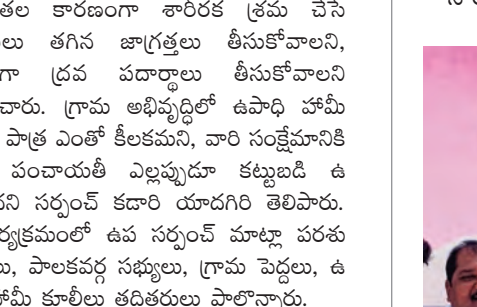 తల కారణంగా శారీరక శ్రమ చేసే
లు తగిన జాగ్రత్తలు తీసుకోవాలని,
గా ద్రవ పదార్థాలు తీసుకోవాలని
చారు. గ్రామ అభివృద్ధిలో ఉపాధి హామీ
పాత్ర ఎంతో కీలకమని, వారి సంక్షేమానికి
పంచాయతీ ఎల్లప్పుడూ కట్టుబడి ఉ
దని సర్పంచ్ కడారి యాదగిరి తెలిపారు.
ర్యక్రమంలో ఉప సర్పంచ్ మాట్లా పరశు
లు, పాలకవర్గ సభ్యులు, గ్రామ పెద్దలు, ఉ
హామీ కూలీలు తదితరులు పాల్గొన్నారు.